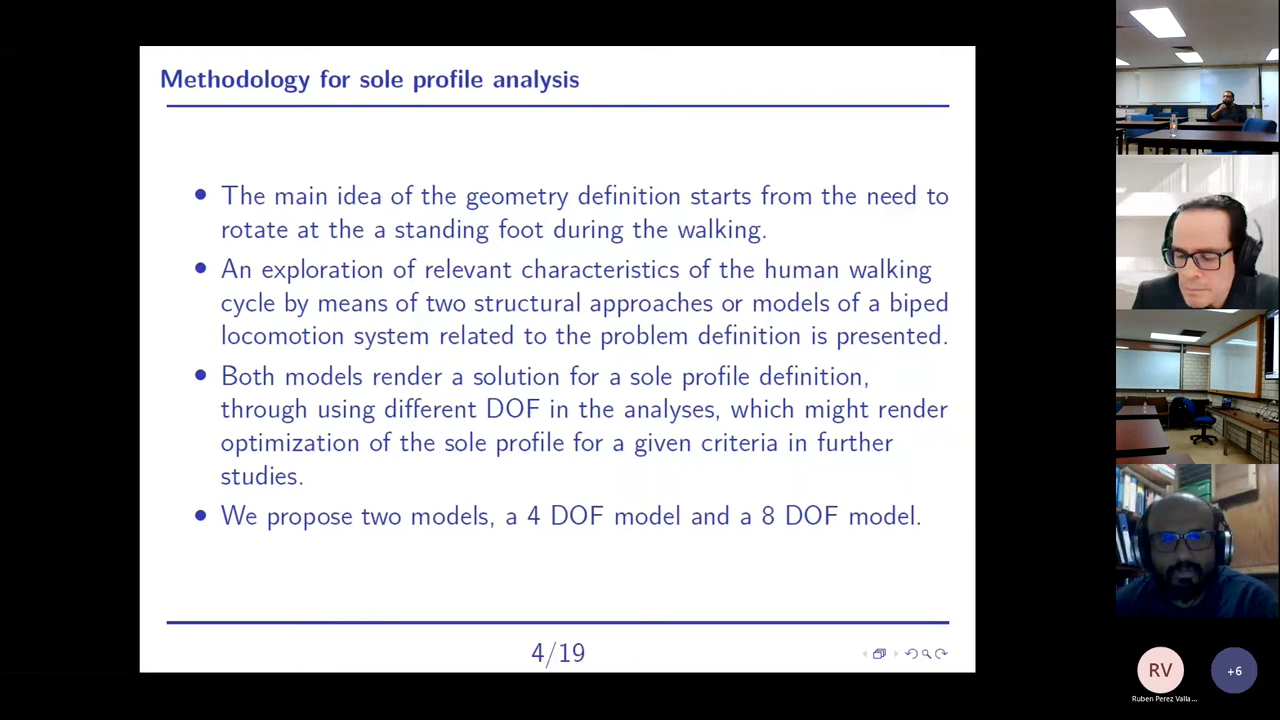 Methodology for sole profile analysis
The main idea of the geometry definition starts from the need to
rotate at the a standing foot during the walking.
An exploration of relevant characteristics of the human walking
cycle by means of two structural approaches or models of a biped
locomotion system related to the problem definition is presented.
Both models render a solution for a sole profile definition,
through using different DOF in the analyses, which might render
optimization of the sole profile for a given criteria in further
studies.
We propose two models, a 4 DOF model and a 8 DOF model.
4/19
RV
+6
Ruben Perez Valla...